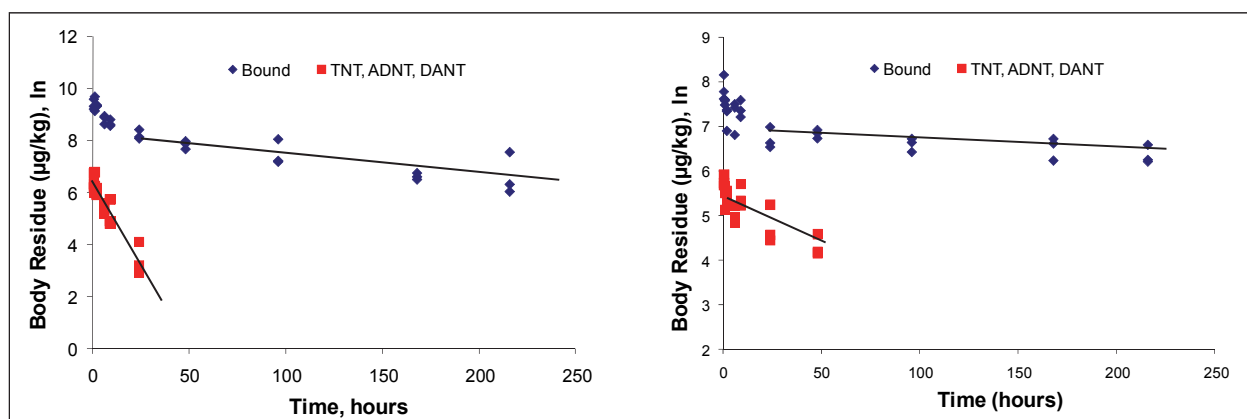 12
10
8
6
4
2
0
0 50 100 150 200 250
Body Residue (µg/kg), ln
Time, hours
Bound TNT, ADNT, DANT
9
8
7
6
5
4
3
2
0 50 100 150 200 250
Body Residue (µg/kg), ln
Time (hours)
Bound TNT, ADNT, DANT